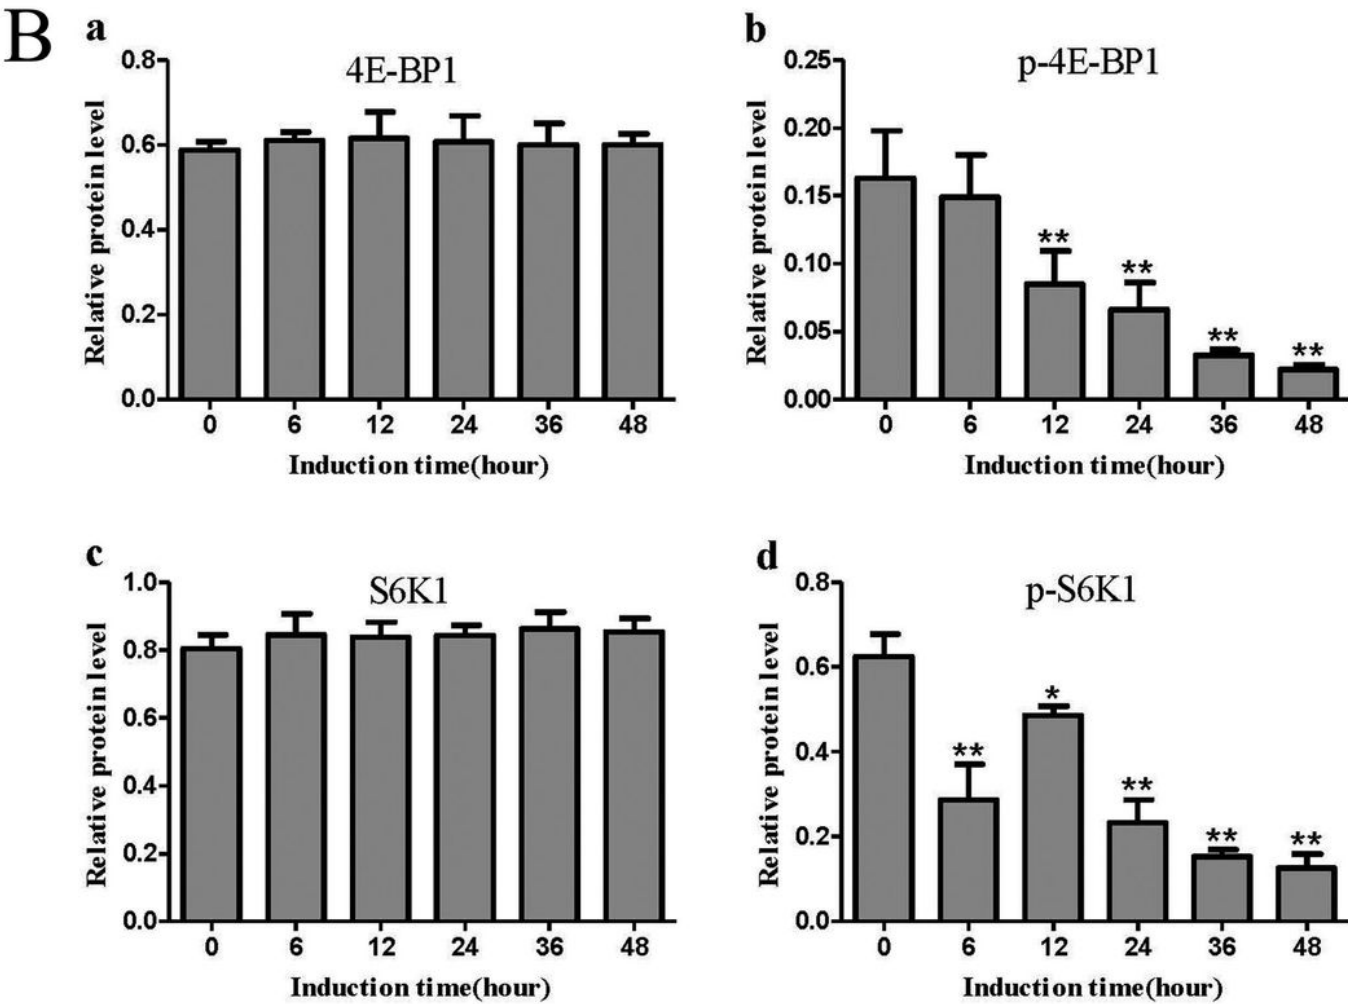 B
a
4E-BP1
Relative protein level
0.8
0.6
0.4
0.2
0.0
0 6 12 24 36 48
Induction time(hour)
b
p-4E-BP1
Relative protein level
0.25
0.20
0.15
0.10
0.05
0.00
**
**
**
**
0 6 12 24 36 48
Induction time(hour)
c
S6K1
Relative protein level
1.0
0.8
0.6
0.4
0.2
0.0
0 6 12 24 36 48
Induction time(hour)
d
p-S6K1
Relative protein level
0.8
0.6
0.4
0.2
0.0
**
*
**
**
**
0 6 12 24 36 48
Induction time(hour)